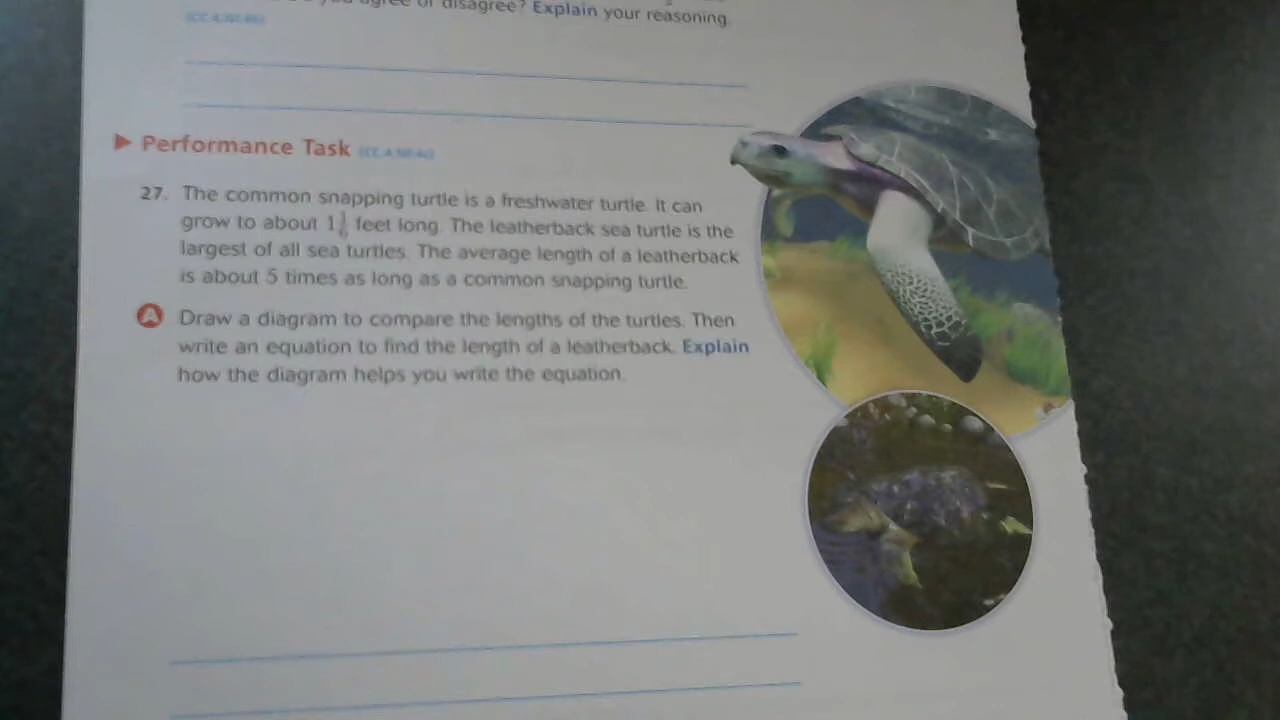 agree or disagree? Explain your reasoning.
▶ Performance Task
27. The common snapping turtle is a freshwater turtle. It can
grow to about 1 feet long. The leatherback sea turtle is the
largest of all sea turtles. The average length of a leatherback
is about 5 times as long as a common snapping turtle.
A Draw a diagram to compare the lengths of the turtles. Then
write an equation to find the length of a leatherback. Explain
how the diagram helps you write the equation.